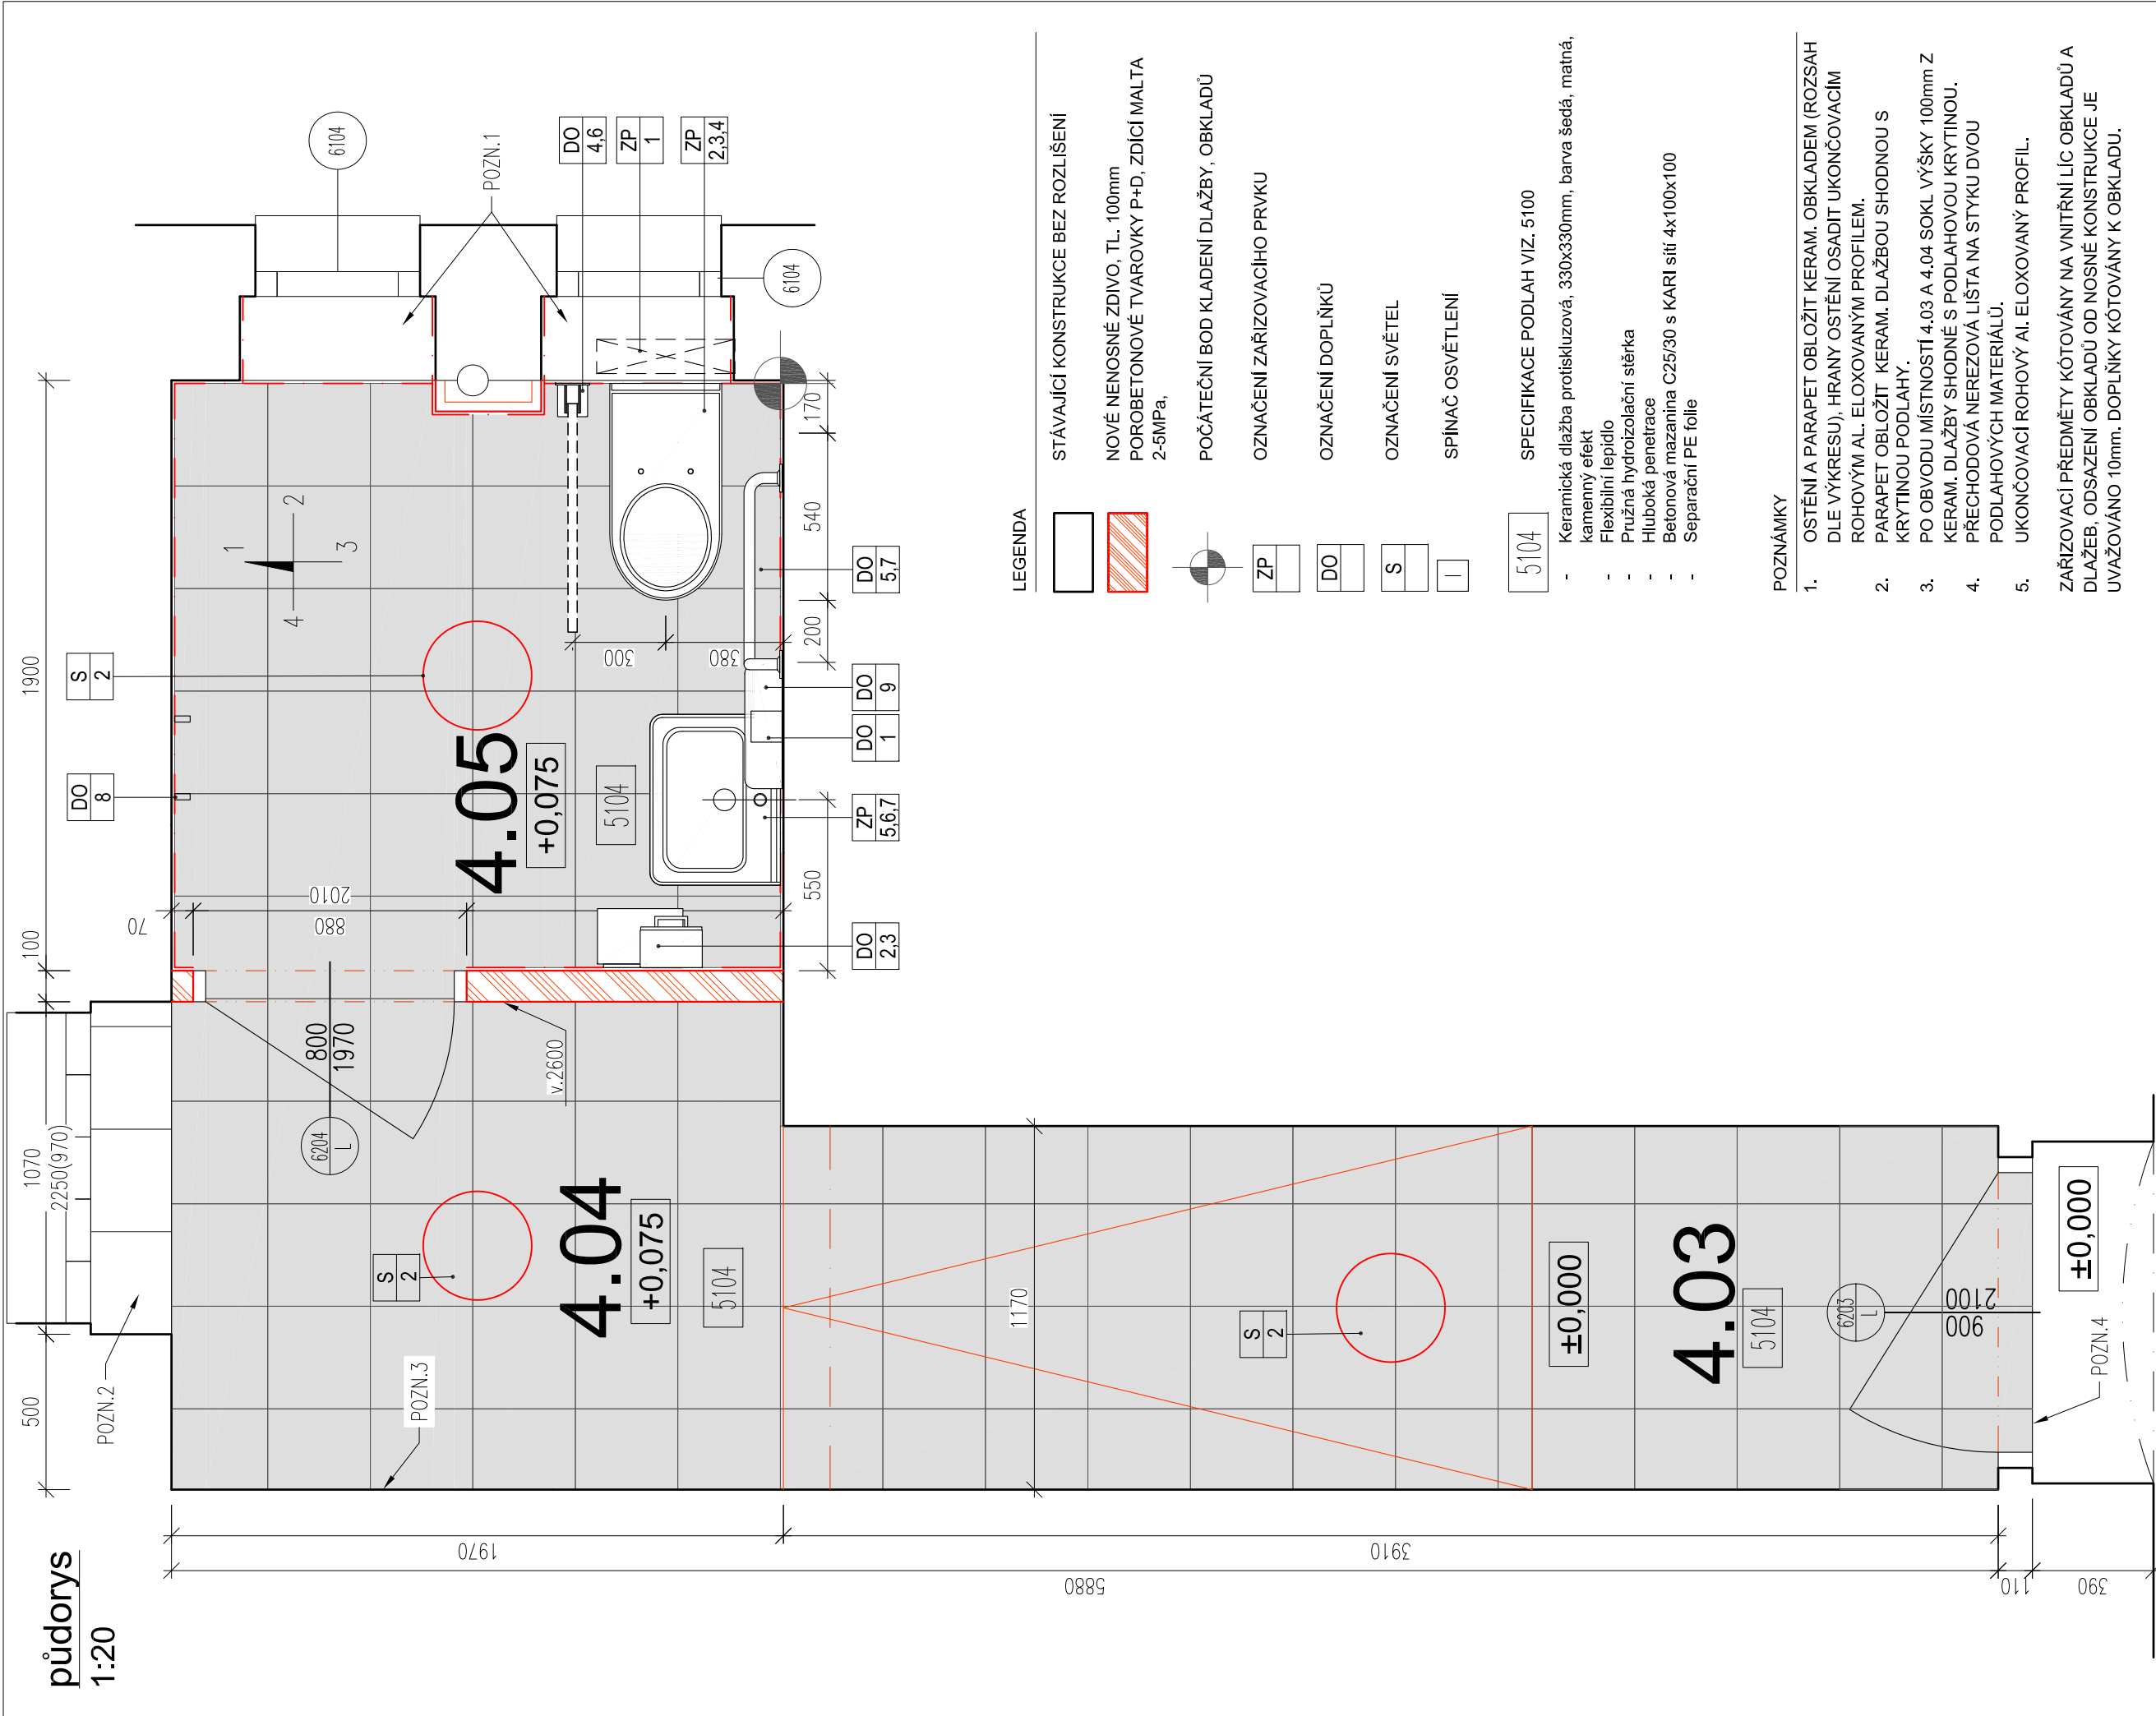 půdorys
1:20
500
1070
2250(970)
100
1900
POZN.2
POZN.3
S
2
DO
8
S
2
6104
6104
POZN.1
DO
4,6
ZP
1
ZP
2,3,4
1
2
3
4
70
880
2010
800
1970
6204
L
v.2600
4.05
+0,075
5104
4.04
+0,075
5104
S
2
300
380
170
540
200
550
DO
5,7
DO
9
DO
1
ZP
5,6,7
DO
2,3
1970
3910
5880
110
390
1170
S
2
±0,000
4.03
5104
6203
L
900
2100
±0,000
POZN.4
LEGENDA
STÁVAJÍCÍ KONSTRUKCE BEZ ROZLIŠENÍ
NOVÉ NENOSNÉ ZDIVO, TL. 100mm
POROBETONOVÉ TVAROVKY P+D, ZDÍCÍ MALTA
2-5MPa,
POČÁTEČNÍ BOD KLADENÍ DLAŽBY, OBKLADŮ
ZP
OZNAČENÍ ZAŘIZOVACÍHO PRVKU
DO
OZNAČENÍ DOPLŇKŮ
S
OZNAČENÍ SVĚTEL
I
SPÍNAČ OSVĚTLENÍ
5104
SPECIFIKACE PODLAH VIZ. 5100
- Keramická dlažba protiskluzová, 330x330mm, barva šedá, matná,
kamenný efekt
- Flexibilní lepidlo
- Pružná hydroizolační stěrka
- Hluboká penetrace
- Betonová mazanina C25/30 s KARI sítí 4x100x100
- Separační PE folie
POZNÁMKY
1. OSTĚNÍ A PARAPET OBLOŽIT KERAM. OBKLADEM (ROZSAH
DLE VÝKRESU), HRANY OSTĚNÍ OSADIT UKONČOVACÍM
ROHOVÝM AL. ELOXOVANÝM PROFILEM.
2. PARAPET OBLOŽIT KERAM. DLAŽBOU SHODNOU S
KRYTINOU PODLAHY.
3. PO OBVODU MÍSTNOSTÍ 4.03 A 4.04 SOKL VÝŠKY 100mm Z
KERAM. DLAŽBY SHODNÉ S PODLAHOVOU KRYTINOU.
4. PŘECHODOVÁ NEREZOVÁ LIŠTA NA STYKU DVOU
PODLAHOVÝCH MATERIÁLŮ.
5. UKONČOVACÍ ROHOVÝ Al. ELOXOVANÝ PROFIL.
ZAŘIZOVACÍ PŘEDMĚTY KÓTOVÁNY NA VNITŘNÍ LÍC OBKLADŮ A
DLAŽEB, ODSAZENÍ OBKLADŮ OD NOSNÉ KONSTRUKCE JE
UVAŽOVÁNO 10mm. DOPLŇKY KÓTOVÁNY K OBKLADU.